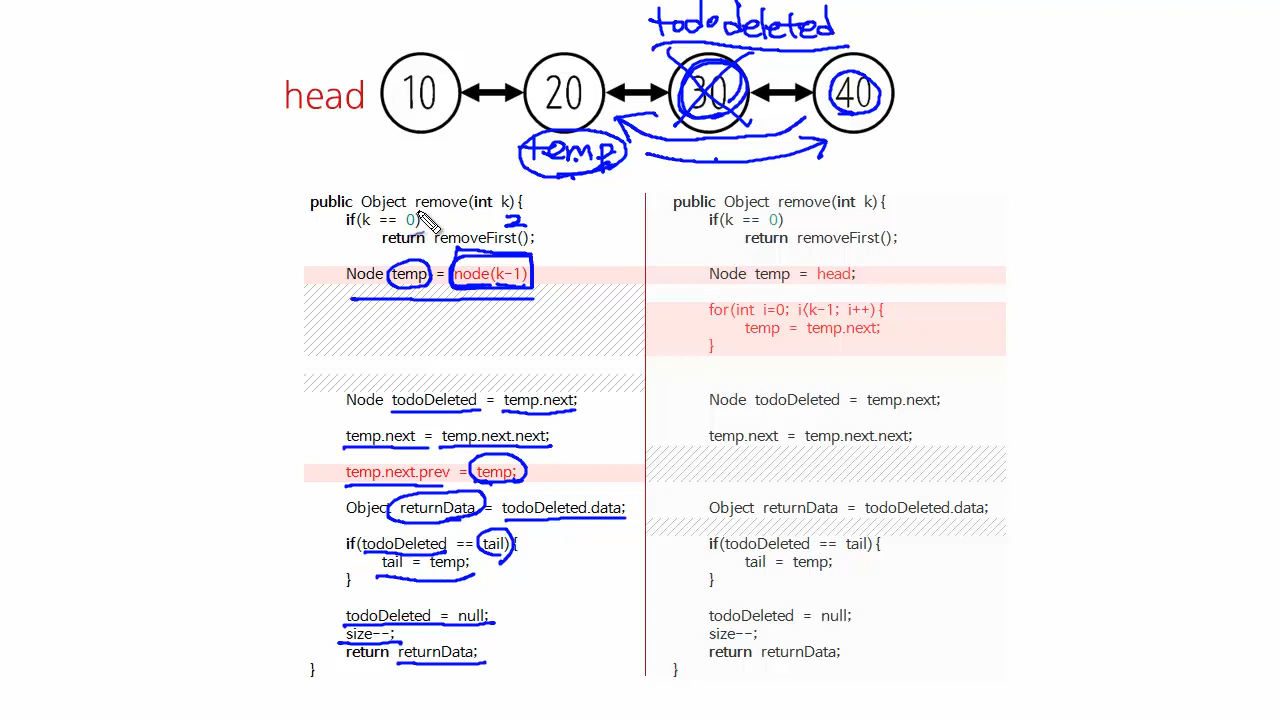 todo deleted
head 10 20 30 40
temp
public Object remove(int k){
if(k == 0)
2
return removeFirst();
Node temp = node(k-1)
Node todoDeleted = temp.next;
temp.next = temp.next.next;
temp.next.prev = temp;
Object returnData = todoDeleted.data;
if(todoDeleted == tail){
tail = temp;
}
todoDeleted = null;
size--;
return returnData;
}
public Object remove(int k){
if(k == 0)
return removeFirst();
Node temp = head;
for(int i=0; i<k-1; i++){
temp = temp.next;
}
Node todoDeleted = temp.next;
temp.next = temp.next.next;
Object returnData = todoDeleted.data;
if(todoDeleted == tail){
tail = temp;
}
todoDeleted = null;
size--;
return returnData;
}